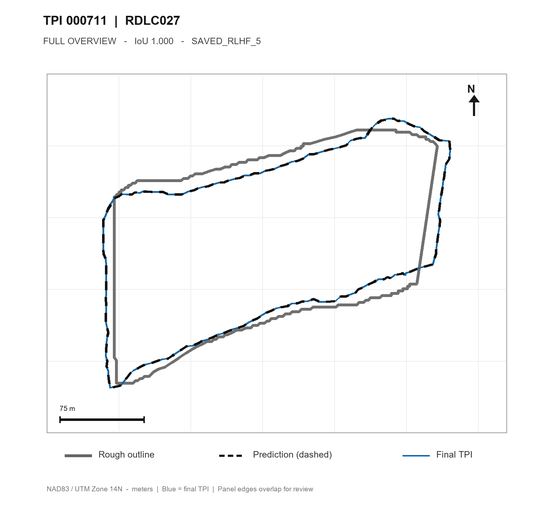 TPI 000711 | RDLC027
FULL OVERVIEW - IoU 1.000 - SAVED_RLHF_5
N
75 m
Rough outline
Prediction (dashed)
Final TPI
NAD83 / UTM Zone 14N - meters | Blue = final TPI | Panel edges overlap for review